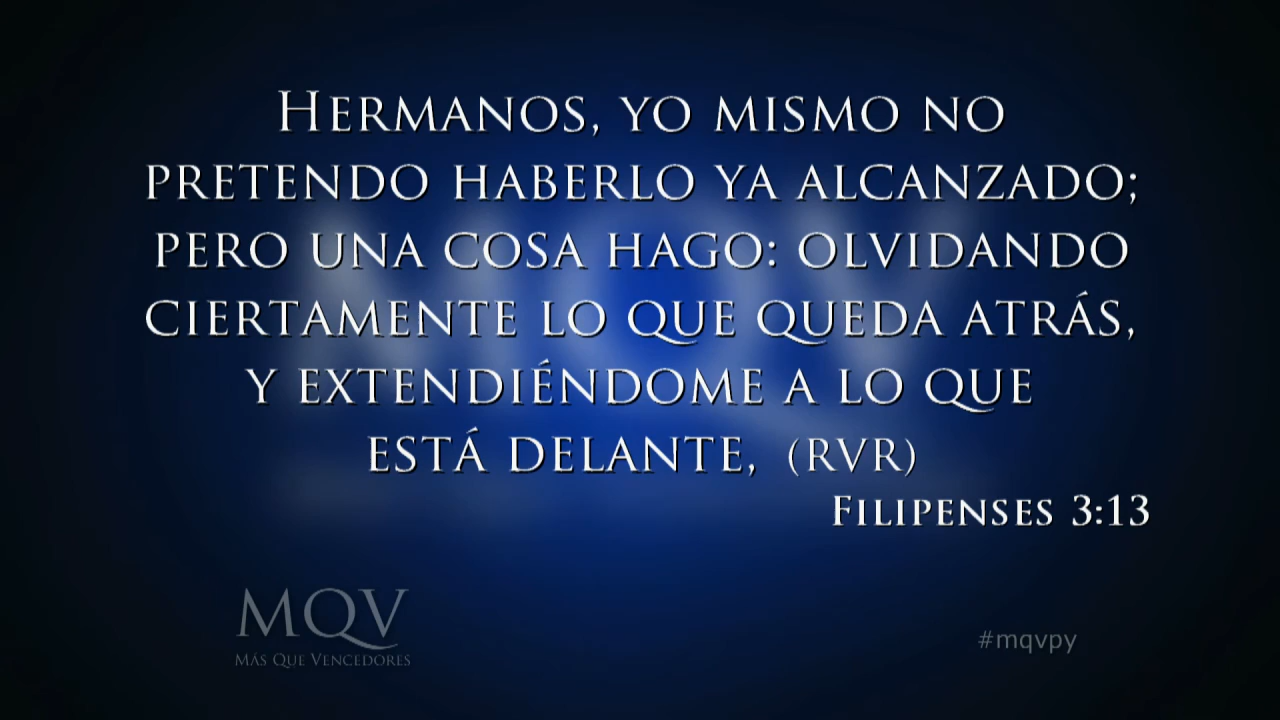 Hermanos, yo mismo no
pretendo haberlo ya alcanzado;
pero una cosa hago: olvidando
ciertamente lo que queda atrás,
y extendiéndome a lo que
está delante, (RVR)
Filipenses 3:13
MQV
Más Que Vencedores
#mqvpy